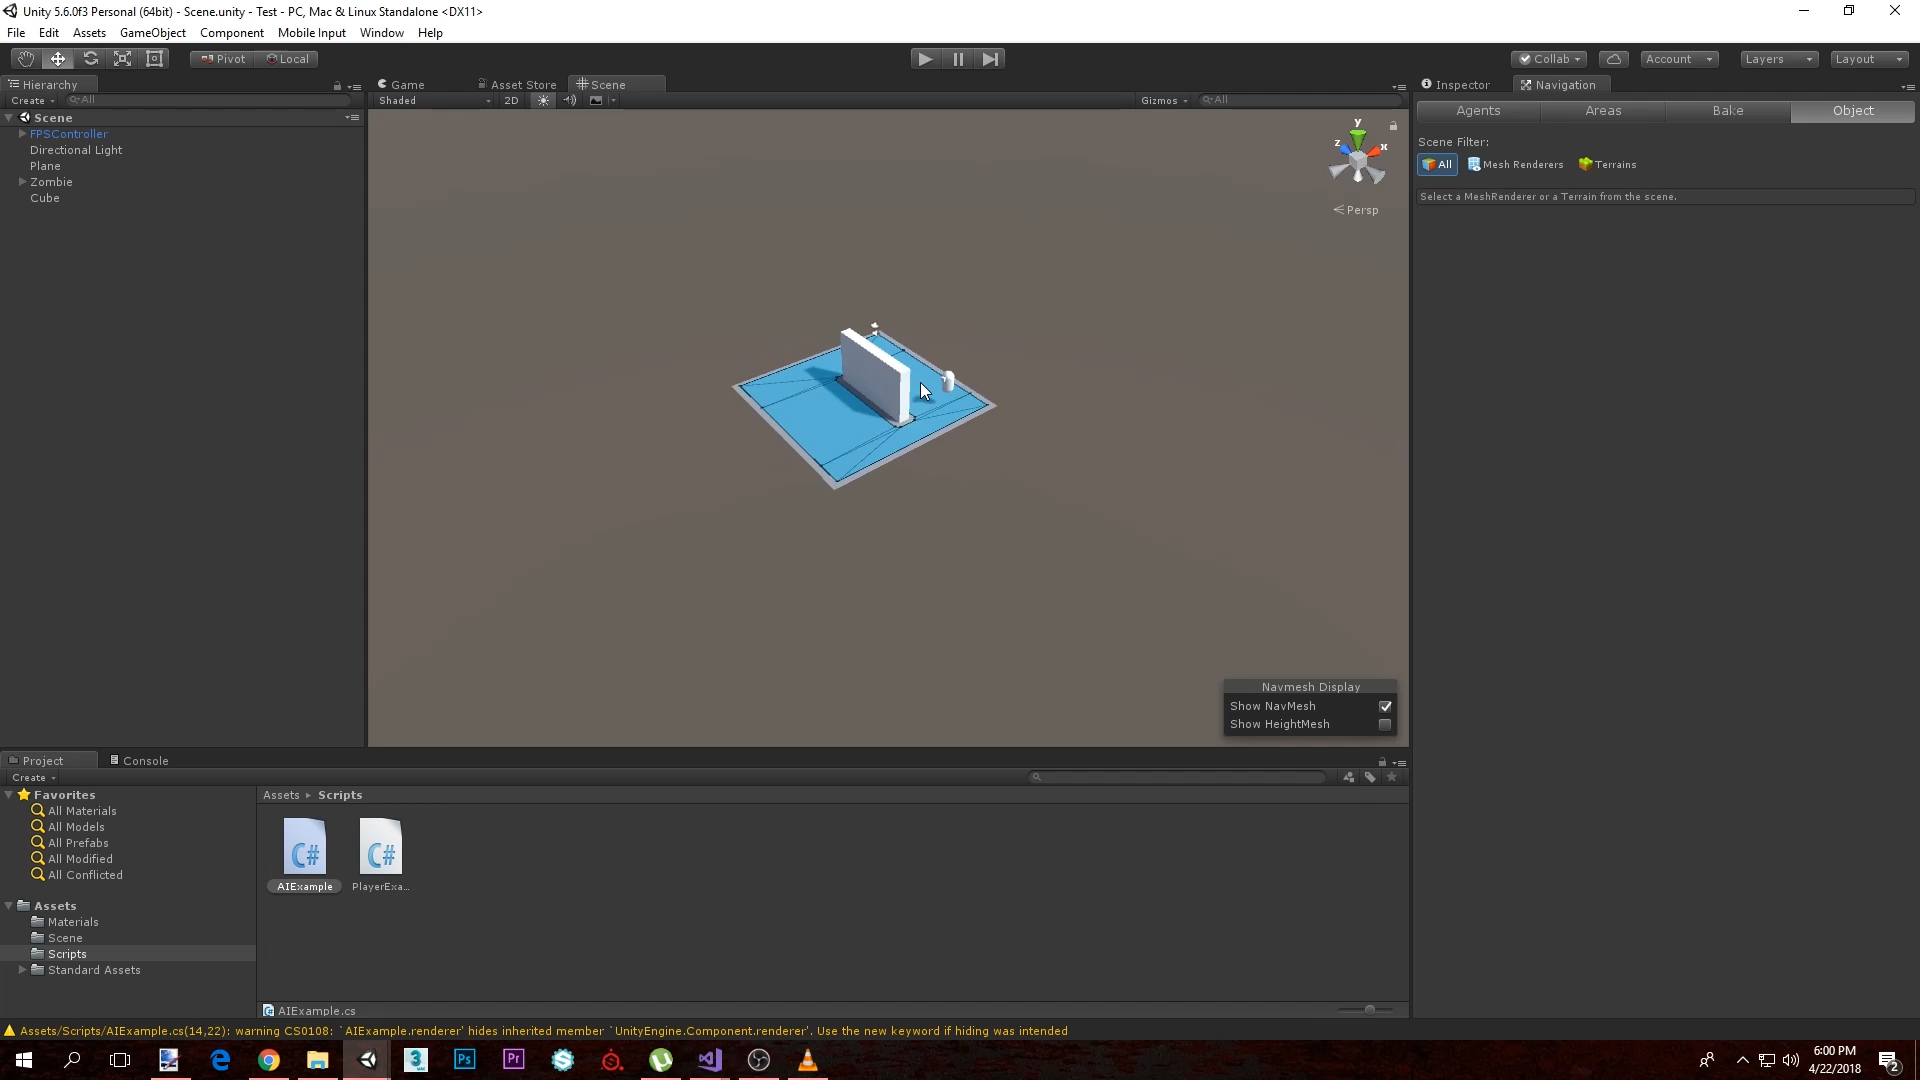 Unity 5.6.0f3 Personal (64bit) - Scene.unity - Test - PC, Mac & Linux Standalone <DX11>
File Edit Assets GameObject Component Mobile Input Window Help
Pivot Local Collab Account Layers Layout
Hierarchy Game Asset Store Scene Inspector Navigation
Create All Shaded 2D Gizmos All
Agents Areas Bake Object
Scene
FPSController
Directional Light
Plane
Zombie
Cube
y
z x
Persp
Scene Filter:
All Mesh Renderers Terrains
Select a MeshRenderer or a Terrain from the scene.
Navmesh Display
Show NavMesh
Show HeightMesh
Project Console
Create
Favorites
All Materials
All Models
All Prefabs
All Modified
All Conflicted
Assets
Materials
Scene
Scripts
Standard Assets
Assets Scripts
C# C#
AIExample PlayerExa...
AIExample.cs
Assets/Scripts/AIExample.cs(14,22): warning CS0108: `AIExample.renderer' hides inherited member `UnityEngine.Component.renderer'. Use the new keyword if hiding was intended
3 Ps Pr
6:00 PM
4/22/2018
2